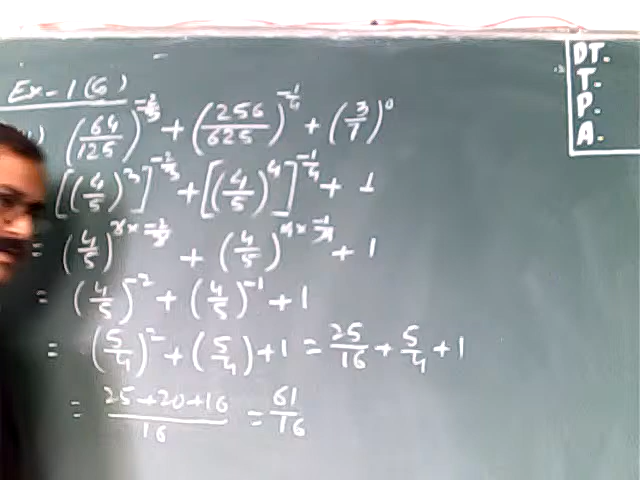 Ex-1(G)
DT.
T.
P.
A.
(64/125)^(-2/3) + (256/625)^(-1/4) + (3/7)^0
[(4/5)^3]^(-2/3) + [(4/5)^4]^(-1/4) + 1
= (4/5)^(3×-2/3) + (4/5)^(4×-1/4) + 1
= (4/5)^-2 + (4/5)^-1 + 1
= (5/4)^2 + (5/4) + 1 = 25/16 + 5/4 + 1
= 25+20+16/16 = 61/16